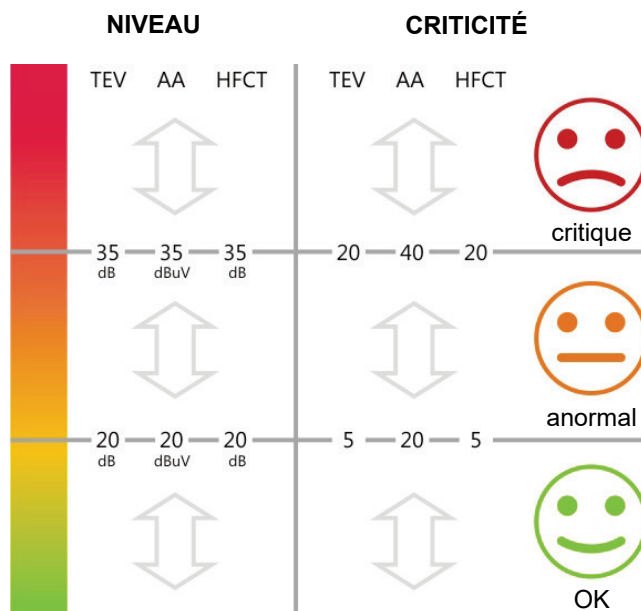 NIVEAU CRITICITÉ
TEV AA HFCT TEV AA HFCT
critique
35 35 35 20 40 20
dB dBuV dB
anormal
20 20 20 5 20 5
dB dBuV dB
OK